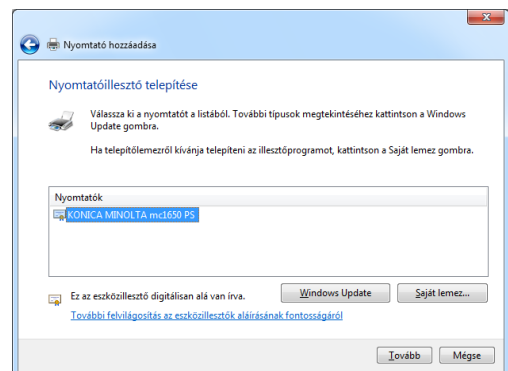 Nyomtató hozzáadása
Nyomtatóillesztő telepítése
Válassza ki a nyomtatót a listából. További típusok megtekintéséhez kattintson a Windows
Update gombra.
Ha telepítőlemezről kívánja telepíteni az illesztőprogramot, kattintson a Saját lemez gombra.
Nyomtatók
KONICA MINOLTA mc1650 PS
Ez az eszközillesztő digitálisan alá van írva.
Windows Update
Saját lemez...
További felvilágosítás az eszközillesztők aláírásának fontosságáról
Tovább
Mégse